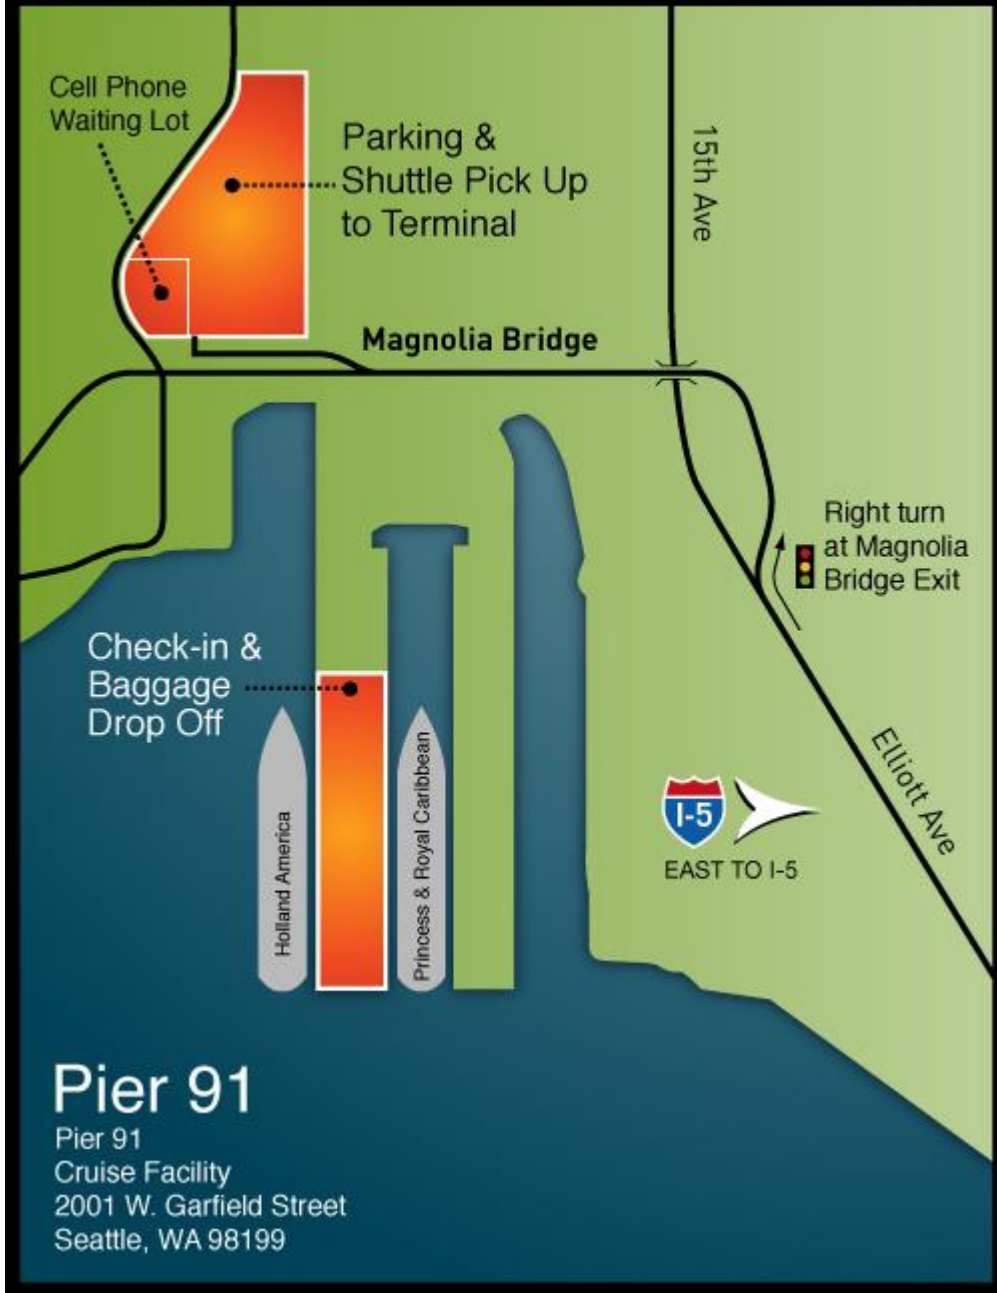 Cell Phone
Waiting Lot
Parking &
Shuttle Pick Up
to Terminal
15th Ave
Magnolia Bridge
Right turn
at Magnolia
Bridge Exit
Check-in &
Baggage
Drop Off
Holland America
Princess & Royal Caribbean
Elliott Ave
I-5
EAST TO I-5
Pier 91
Pier 91
Cruise Facility
2001 W. Garfield Street
Seattle, WA 98199